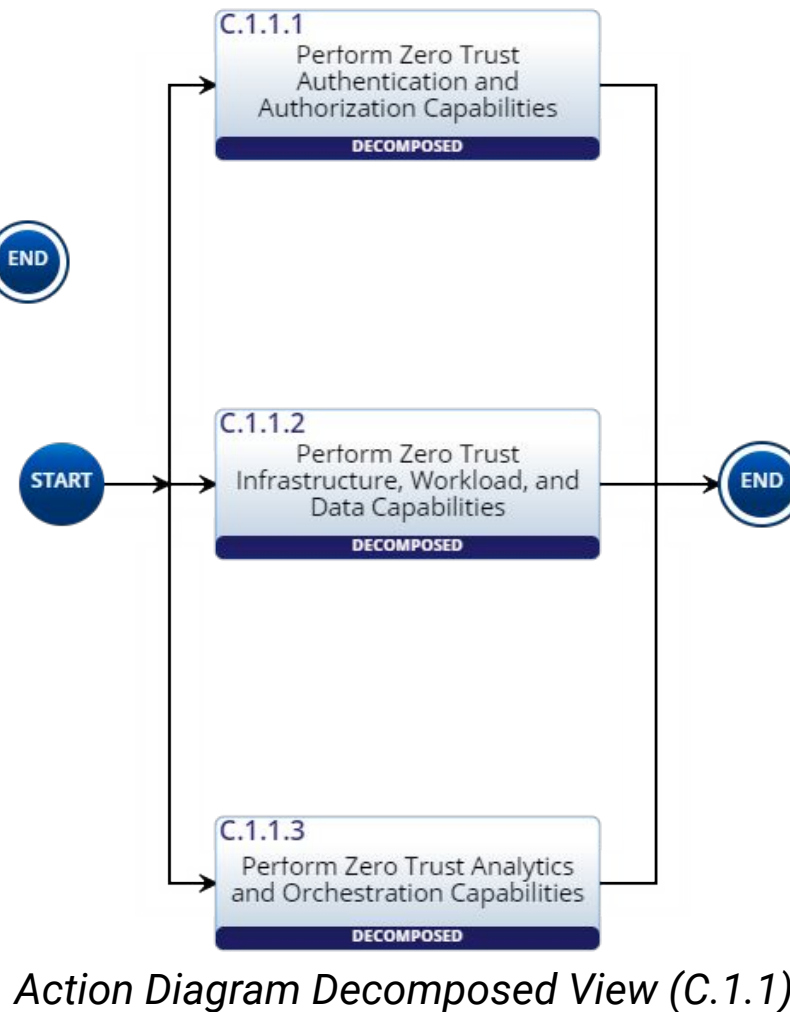 C.1.1.1
Perform Zero Trust
Authentication and
Authorization Capabilities
DECOMPOSED
END
C.1.1.2
Perform Zero Trust
Infrastructure, Workload, and
Data Capabilities
DECOMPOSED
START
END
C.1.1.3
Perform Zero Trust Analytics
and Orchestration Capabilities
DECOMPOSED
Action Diagram Decomposed View (C.1.1)